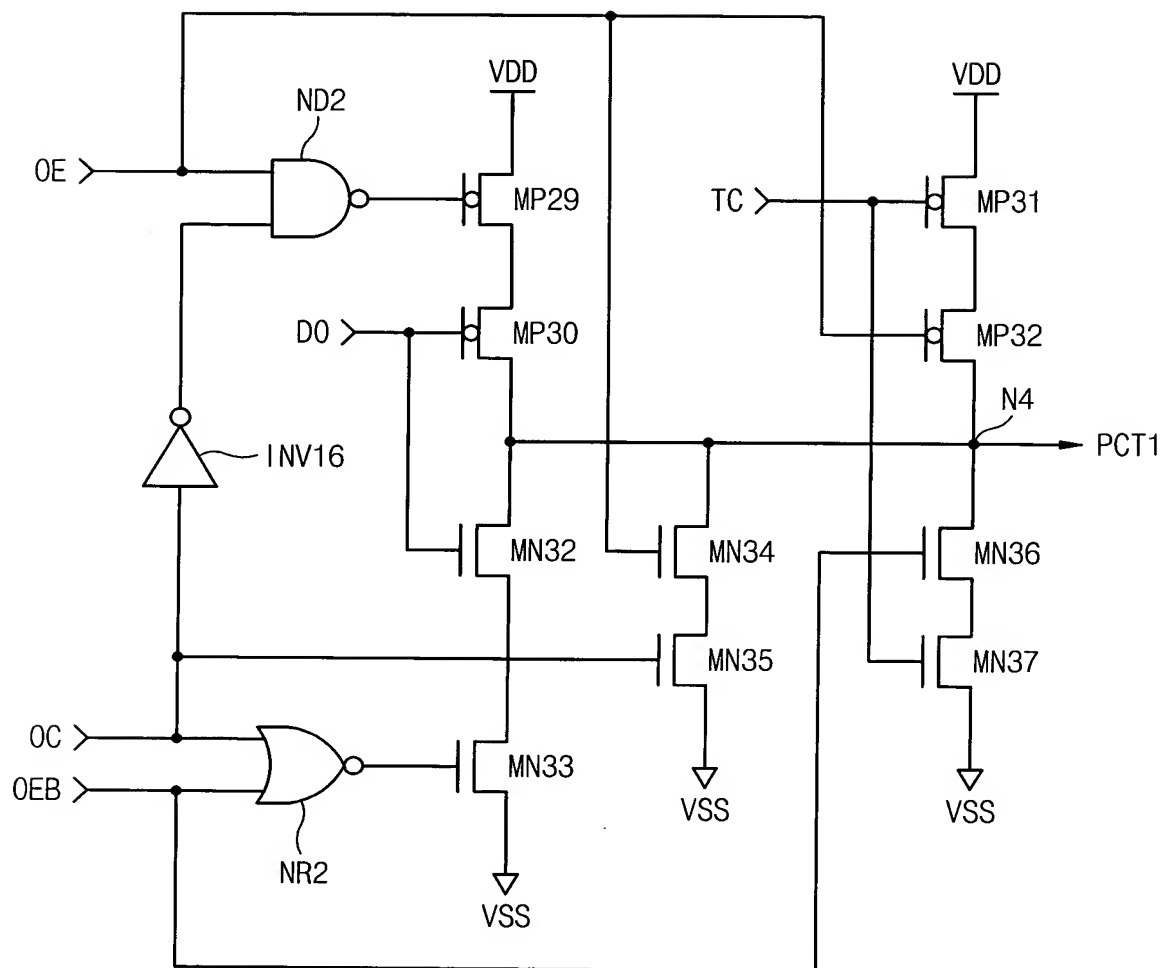 VDD
VDD
ND2
OE
MP29
TC
MP31
DO
MP30
MP32
N4
INV16
PCT1
MN32
MN34
MN36
MN35
MN37
OC
MN33
OEB
VSS
VSS
NR2
VSS